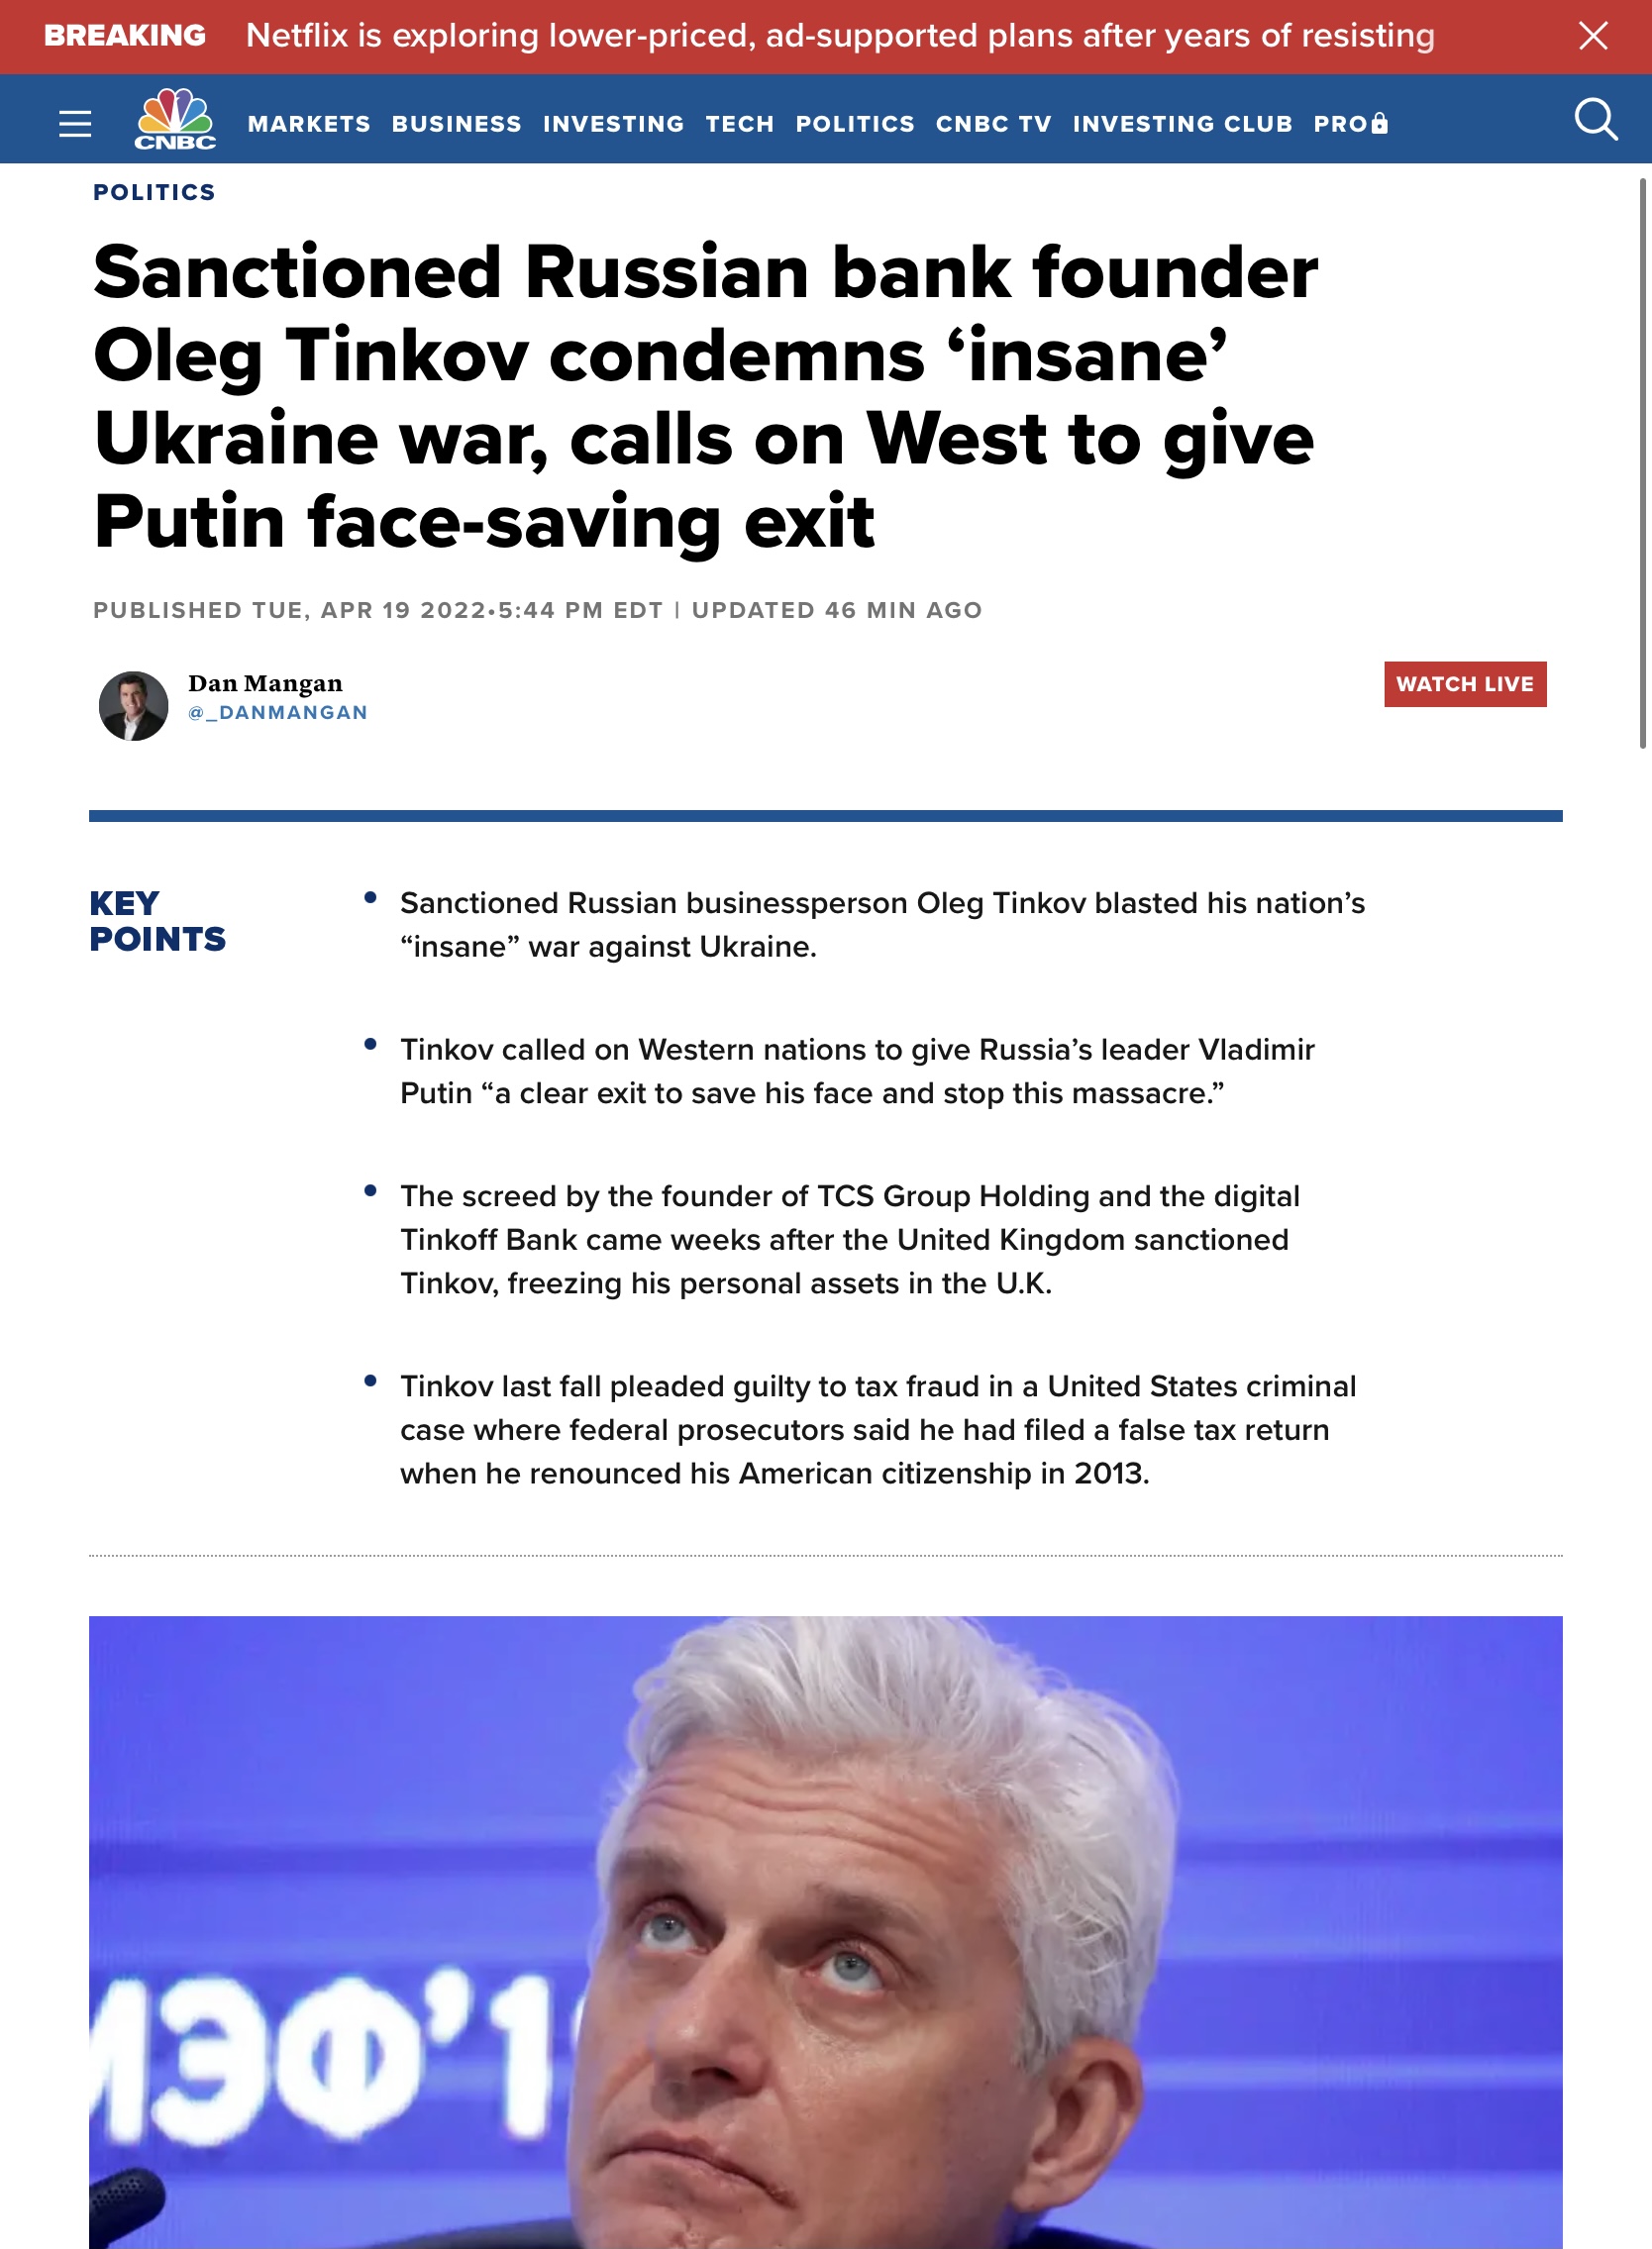 BREAKING Netflix is exploring lower-priced, ad-supported plans after years of resisting
CNBC MARKETS BUSINESS INVESTING TECH POLITICS CNBC TV INVESTING CLUB PRO
POLITICS
Sanctioned Russian bank founder
Oleg Tinkov condemns ‘insane’
Ukraine war, calls on West to give
Putin face-saving exit
PUBLISHED TUE, APR 19 2022•5:44 PM EDT | UPDATED 46 MIN AGO
Dan Mangan
@_DANMANGAN
WATCH LIVE
KEY
POINTS
Sanctioned Russian businessperson Oleg Tinkov blasted his nation’s
“insane” war against Ukraine.
Tinkov called on Western nations to give Russia’s leader Vladimir
Putin “a clear exit to save his face and stop this massacre.”
The screed by the founder of TCS Group Holding and the digital
Tinkoff Bank came weeks after the United Kingdom sanctioned
Tinkov, freezing his personal assets in the U.K.
Tinkov last fall pleaded guilty to tax fraud in a United States criminal
case where federal prosecutors said he had filed a false tax return
when he renounced his American citizenship in 2013.
МЭФ’1